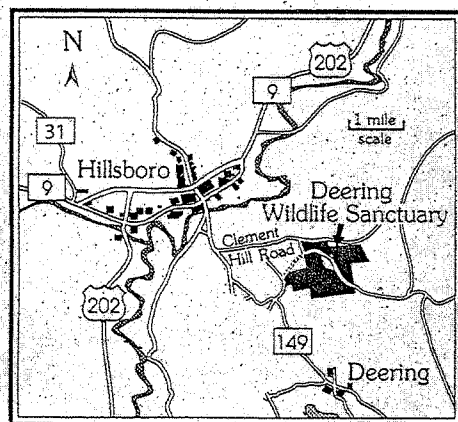 N
202
9
31
1 mile
scale
Hillsboro
9
Deering
Wildlife Sanctuary
Clement
Hill Road
202
149
Deering